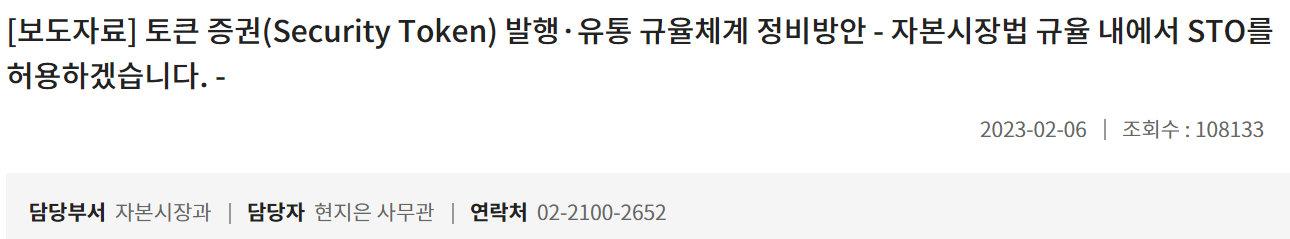 [보도자료] 토큰 증권(Security Token) 발행·유통 규율체계 정비방안 - 자본시장법 규율 내에서 STO를
허용하겠습니다. -
2023-02-06 | 조회수 : 108133
담당부서 자본시장과 | 담당자 현지은 사무관 | 연락처 02-2100-2652